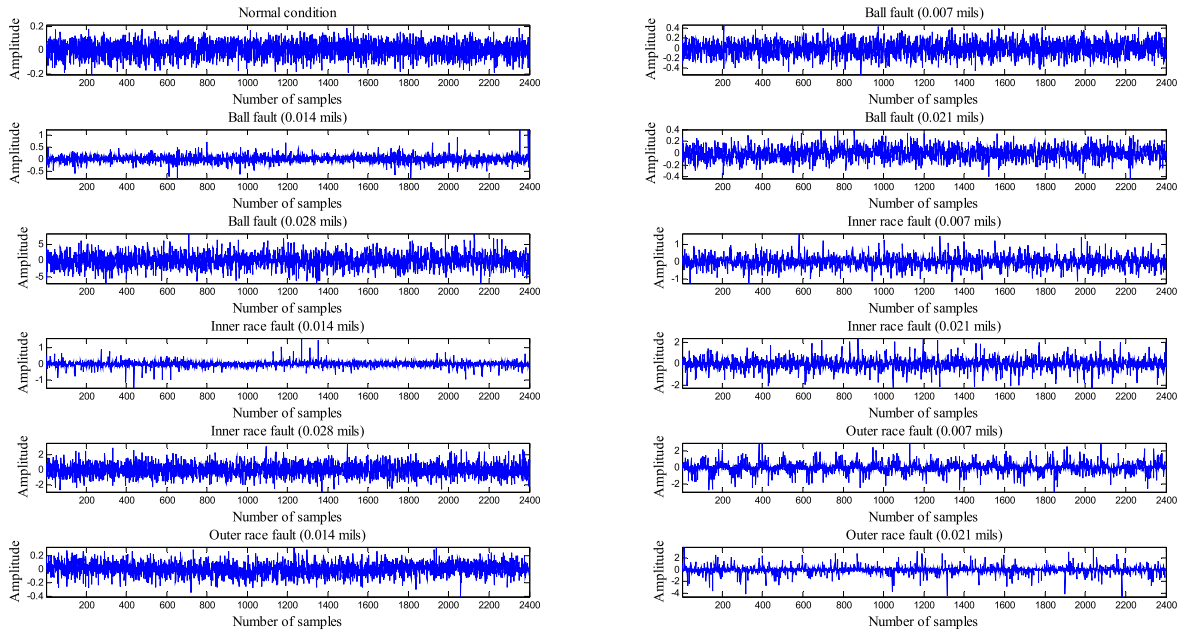 Normal condition
Amplitude
0.2
0
-0.2
200 400 600 800 1000 1200 1400 1600 1800 2000 2200 2400
Number of samples
Ball fault (0.007 mils)
Amplitude
0.4
0.2
0
-0.2
-0.4
200 400 600 800 1000 1200 1400 1600 1800 2000 2200 2400
Number of samples
Ball fault (0.014 mils)
Amplitude
1
0.5
0
-0.5
200 400 600 800 1000 1200 1400 1600 1800 2000 2200 2400
Number of samples
Ball fault (0.021 mils)
Amplitude
0.4
0.2
0
-0.2
-0.4
200 400 600 800 1000 1200 1400 1600 1800 2000 2200 2400
Number of samples
Ball fault (0.028 mils)
Amplitude
5
0
-5
200 400 600 800 1000 1200 1400 1600 1800 2000 2200 2400
Number of samples
Inner race fault (0.007 mils)
Amplitude
1
0
-1
200 400 600 800 1000 1200 1400 1600 1800 2000 2200 2400
Number of samples
Inner race fault (0.014 mils)
Amplitude
1
0
-1
200 400 600 800 1000 1200 1400 1600 1800 2000 2200 2400
Number of samples
Inner race fault (0.021 mils)
Amplitude
2
0
-2
200 400 600 800 1000 1200 1400 1600 1800 2000 2200 2400
Number of samples
Inner race fault (0.028 mils)
Amplitude
2
0
-2
200 400 600 800 1000 1200 1400 1600 1800 2000 2200 2400
Number of samples
Outer race fault (0.007 mils)
Amplitude
2
0
-2
200 400 600 800 1000 1200 1400 1600 1800 2000 2200 2400
Number of samples
Outer race fault (0.014 mils)
Amplitude
0.2
0
-0.2
-0.4
200 400 600 800 1000 1200 1400 1600 1800 2000 2200 2400
Number of samples
Outer race fault (0.021 mils)
Amplitude
2
0
-2
-4
200 400 600 800 1000 1200 1400 1600 1800 2000 2200 2400
Number of samples